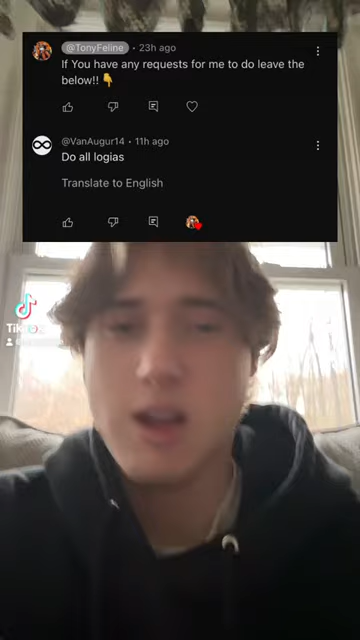 @TonyFeline • 23h ago
If You have any requests for me to do leave the
below!! 👇
@VanAugur14 • 11h ago
Do all logias
Translate to English
TikTok